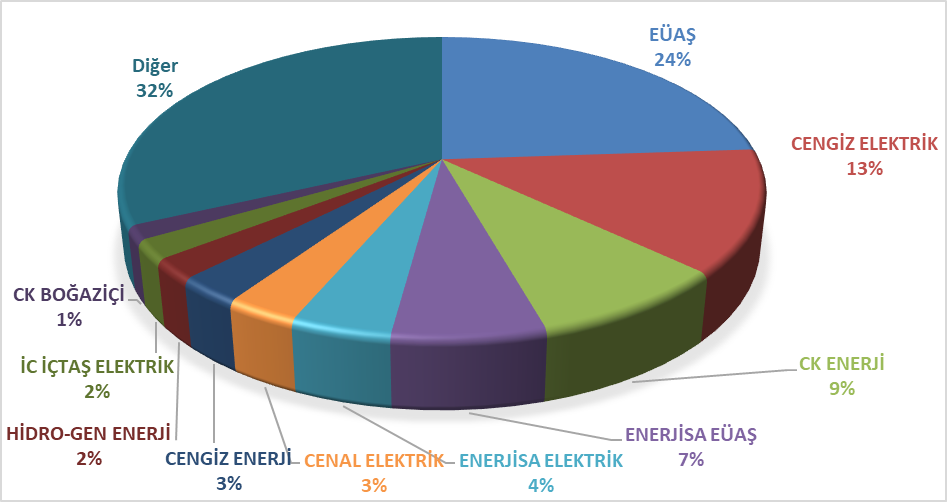 EÜAŞ
24%
CENGİZ ELEKTRİK
13%
CK ENERJİ
9%
ENERJİSA EÜAŞ
7%
ENERJİSA ELEKTRİK
4%
CENAL ELEKTRİK
3%
CENGİZ ENERJİ
3%
HİDRO-GEN ENERJİ
2%
İC İÇTAŞ ELEKTRİK
2%
CK BOĞAZİÇİ
1%
Diğer
32%